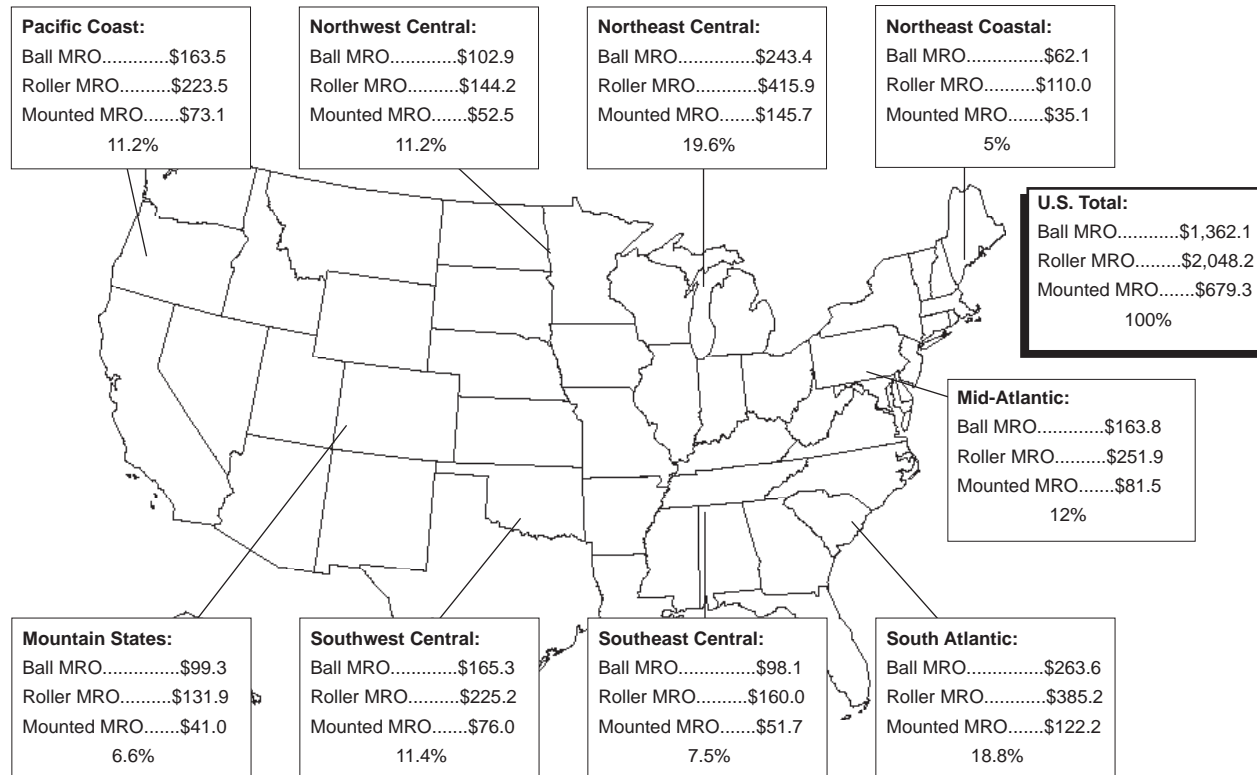 Pacific Coast:
Ball MRO.............$163.5
Roller MRO..........$223.5
Mounted MRO.......$73.1
11.2%
Northwest Central:
Ball MRO.............$102.9
Roller MRO..........$144.2
Mounted MRO.......$52.5
11.2%
Northeast Central:
Ball MRO.............$243.4
Roller MRO..........$415.9
Mounted MRO.......$145.7
19.6%
Northeast Coastal:
Ball MRO.............$62.1
Roller MRO..........$110.0
Mounted MRO.......$35.1
5%
U.S. Total:
Ball MRO............$1,362.1
Roller MRO.........$2,048.2
Mounted MRO.......$679.3
100%
Mid-Atlantic:
Ball MRO.............$163.8
Roller MRO..........$251.9
Mounted MRO.......$81.5
12%
Mountain States:
Ball MRO.............$99.3
Roller MRO..........$131.9
Mounted MRO.......$41.0
6.6%
Southwest Central:
Ball MRO.............$165.3
Roller MRO..........$225.2
Mounted MRO.......$76.0
11.4%
Southeast Central:
Ball MRO.............$98.1
Roller MRO..........$160.0
Mounted MRO.......$51.7
7.5%
South Atlantic:
Ball MRO.............$263.6
Roller MRO..........$385.2
Mounted MRO.......$122.2
18.8%